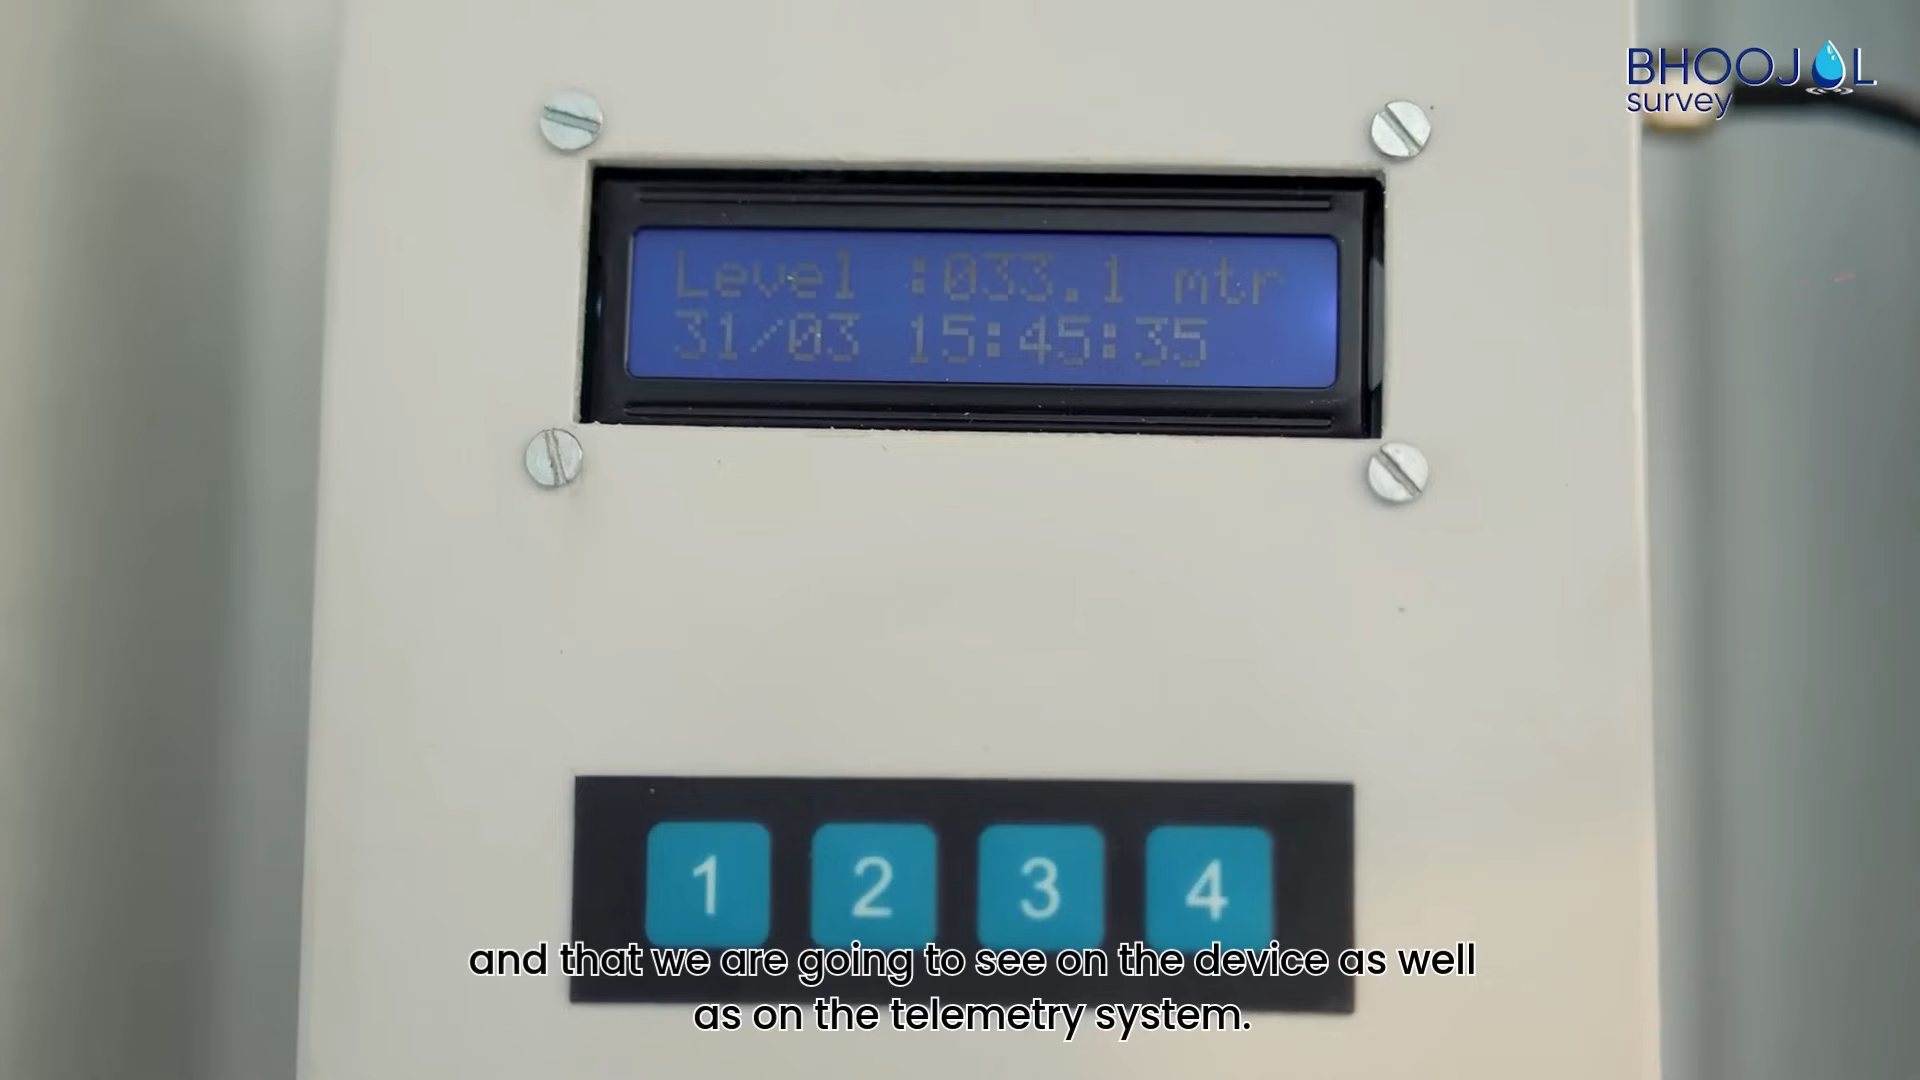 BHOOJOL
survey
Level :033.1 mtr
31/03 15:45:35
1 2 3 4
and that we are going to see on the device as well
as on the telemetry system.